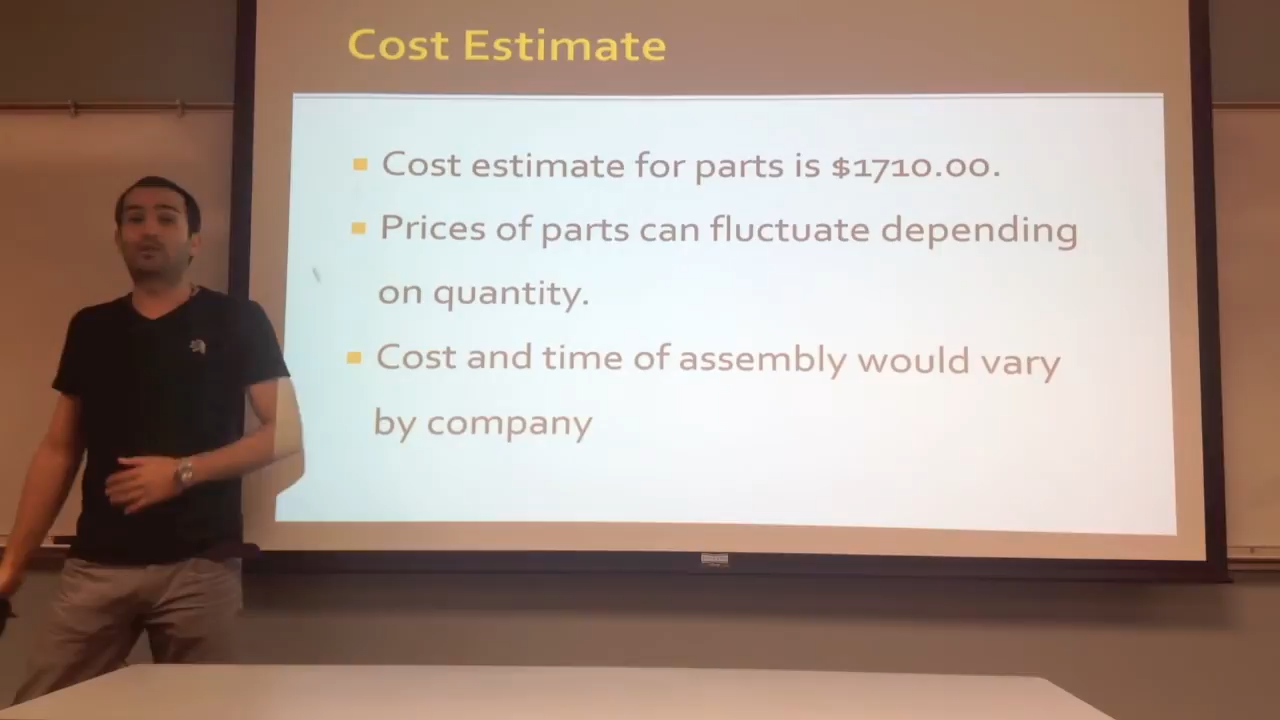 Cost Estimate
Cost estimate for parts is $1710.00.
Prices of parts can fluctuate depending
on quantity.
Cost and time of assembly would vary
by company